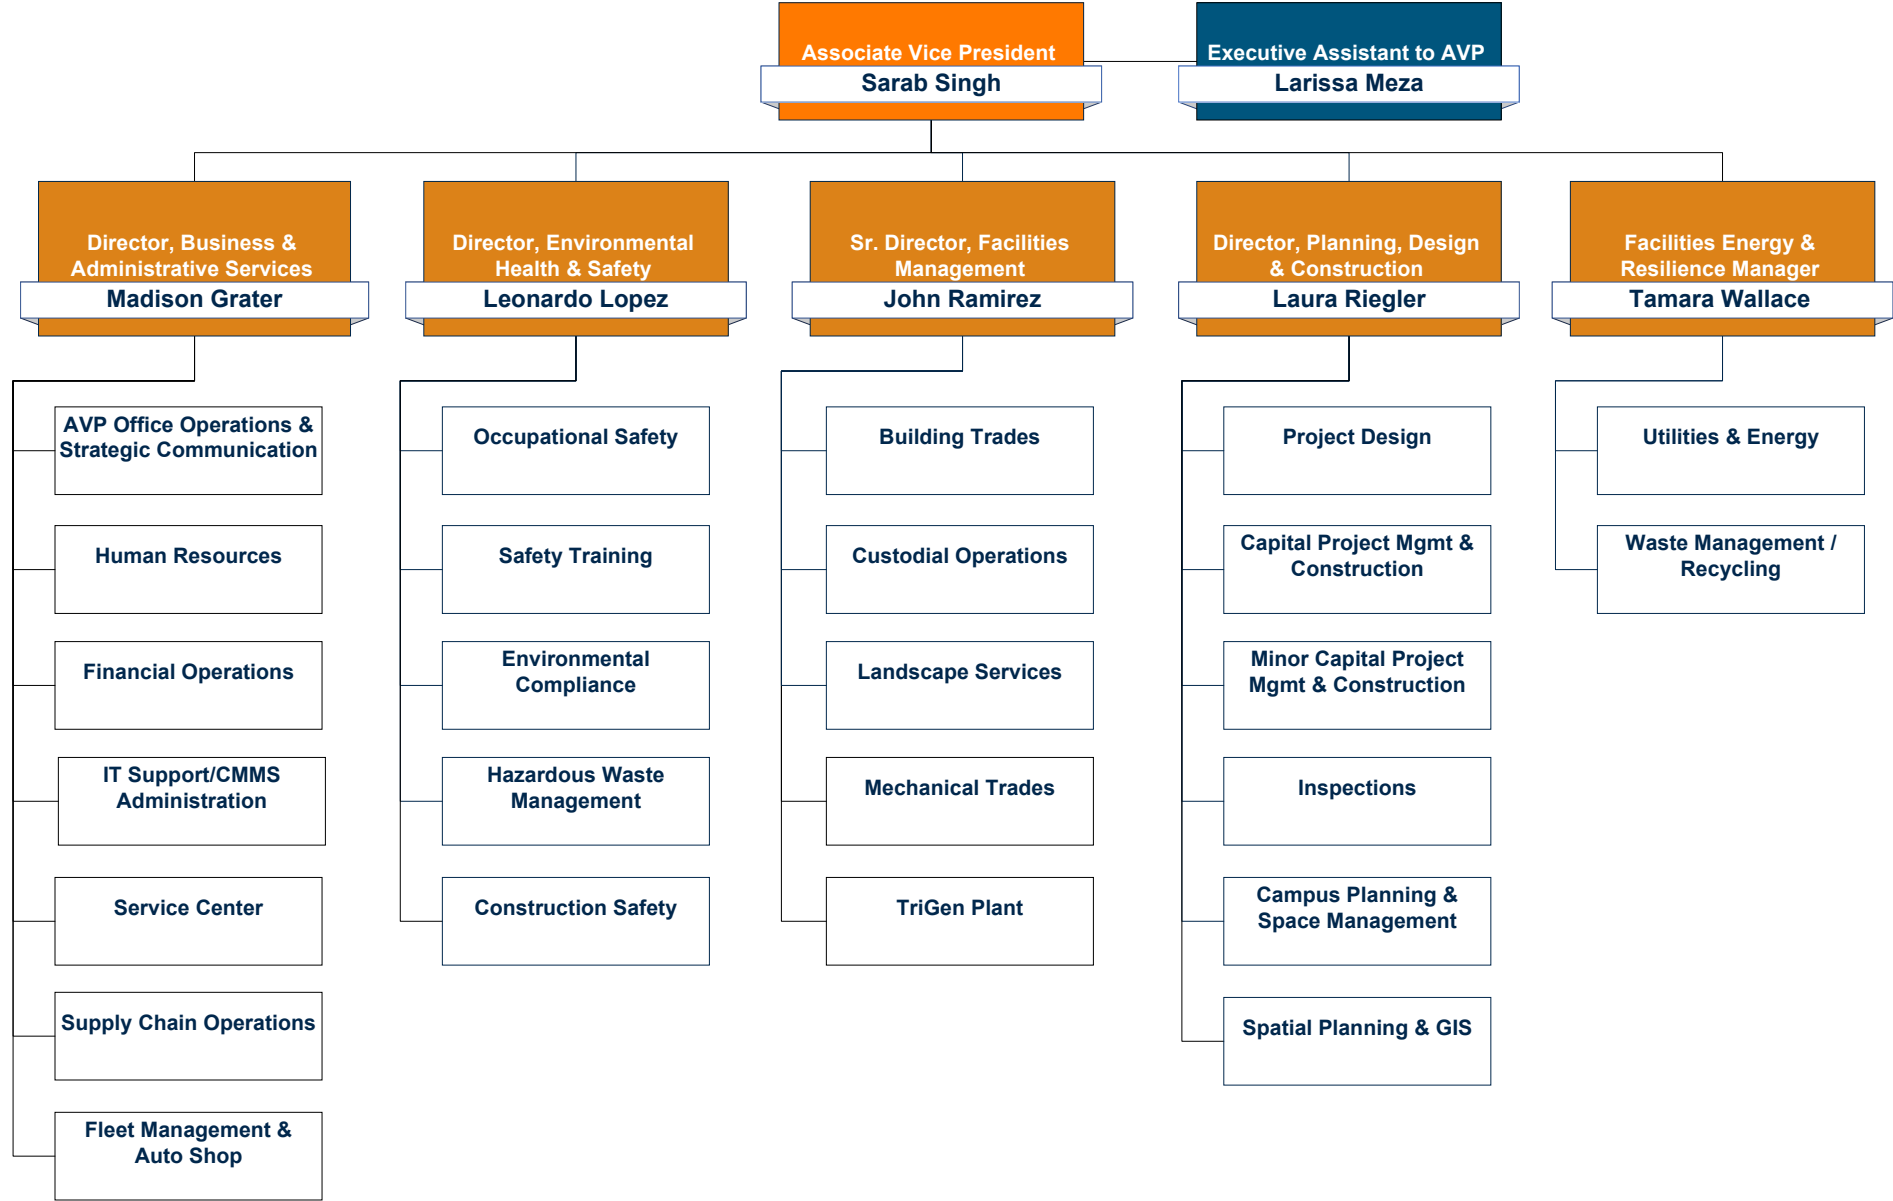 Associate Vice President
Sarab Singh
Executive Assistant to AVP
Larissa Meza
Director, Business &
Administrative Services
Madison Grater
Director, Environmental
Health & Safety
Leonardo Lopez
Sr. Director, Facilities
Management
John Ramirez
Director, Planning, Design
& Construction
Laura Riegler
Facilities Energy &
Resilience Manager
Tamara Wallace
AVP Office Operations &
Strategic Communication
Human Resources
Financial Operations
IT Support/CMMS
Administration
Service Center
Supply Chain Operations
Fleet Management &
Auto Shop
Occupational Safety
Safety Training
Environmental
Compliance
Hazardous Waste
Management
Construction Safety
Building Trades
Custodial Operations
Landscape Services
Mechanical Trades
TriGen Plant
Project Design
Capital Project Mgmt &
Construction
Minor Capital Project
Mgmt & Construction
Inspections
Campus Planning &
Space Management
Spatial Planning & GIS
Utilities & Energy
Waste Management /
Recycling